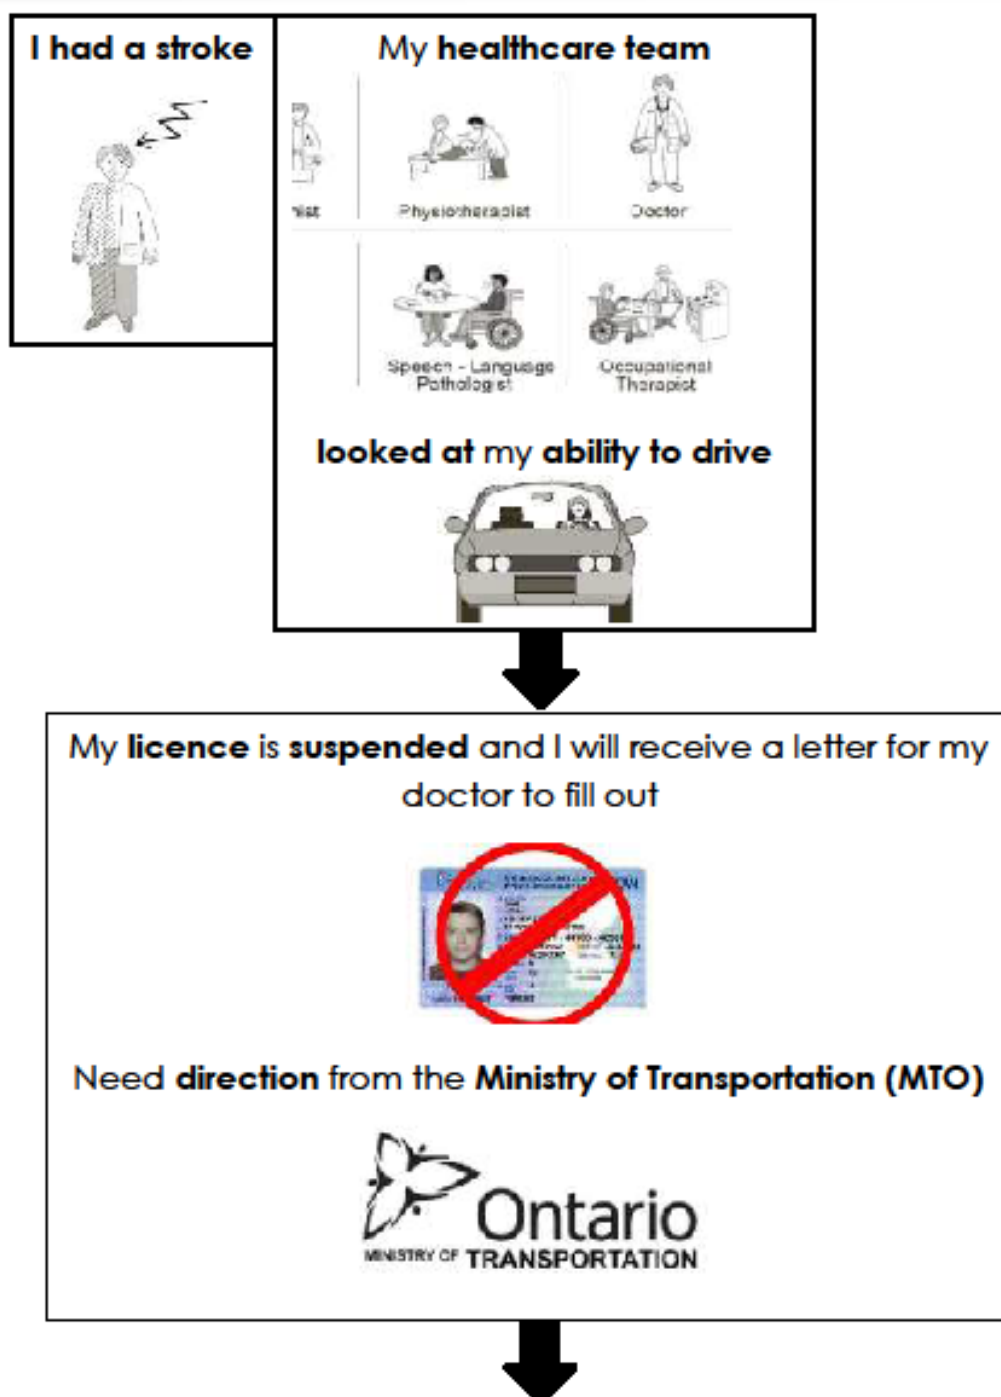 I had a stroke
My healthcare team
Physiotherapist
Doctor
Speech - Language
Pathologist
Occupational
Therapist
looked at my ability to drive
My licence is suspended and I will receive a letter for my
doctor to fill out
Need direction from the Ministry of Transportation (MTO)
Ontario
MINISTRY OF TRANSPORTATION